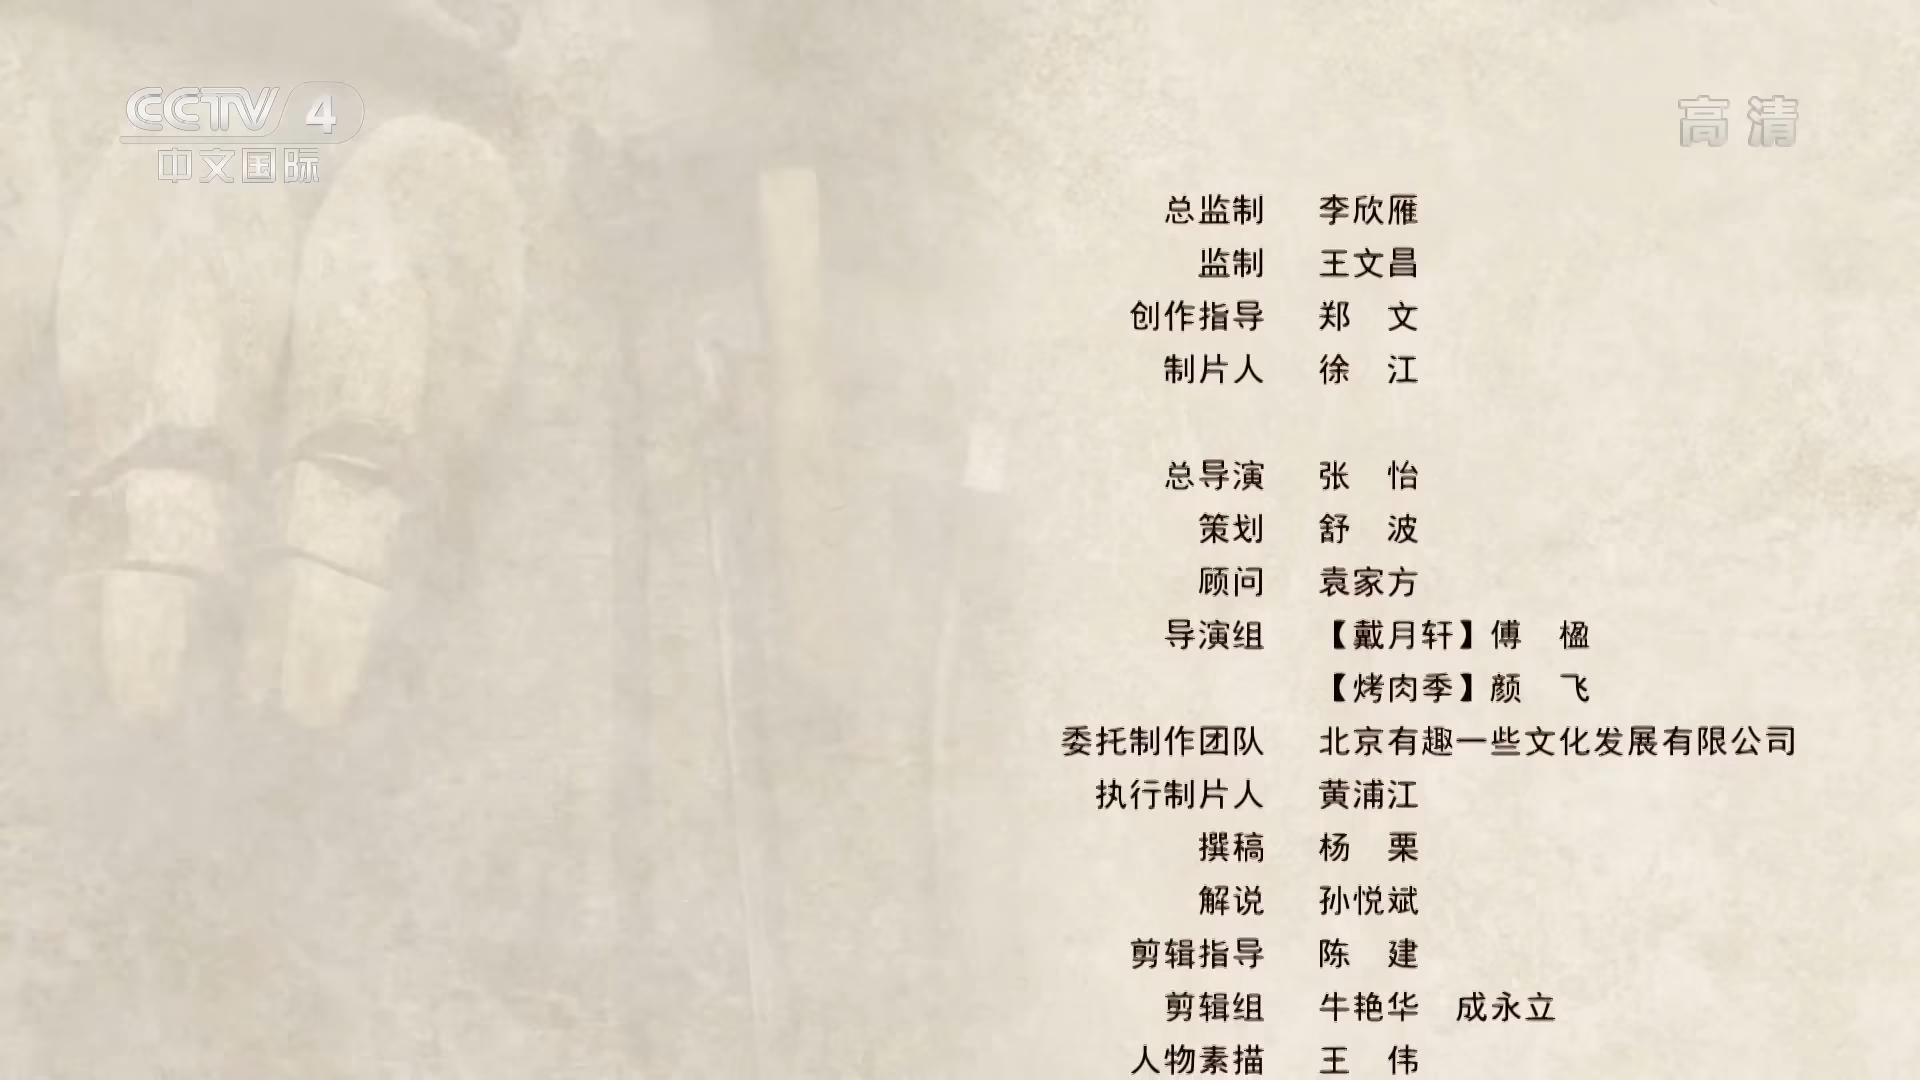 CCTV 4
中文国际
高清
总监制 李欣雁
监制 王文昌
创作指导 郑 文
制片人 徐 江
总导演 张 怡
策划 舒 波
顾问 袁家方
导演组 【戴月轩】傅 楹
【烤肉季】颜 飞
委托制作团队 北京有趣一些文化发展有限公司
执行制片人 黄浦江
撰稿 杨 栗
解说 孙悦斌
剪辑指导 陈 建
剪辑组 牛艳华 成永立
人物素描 王 伟